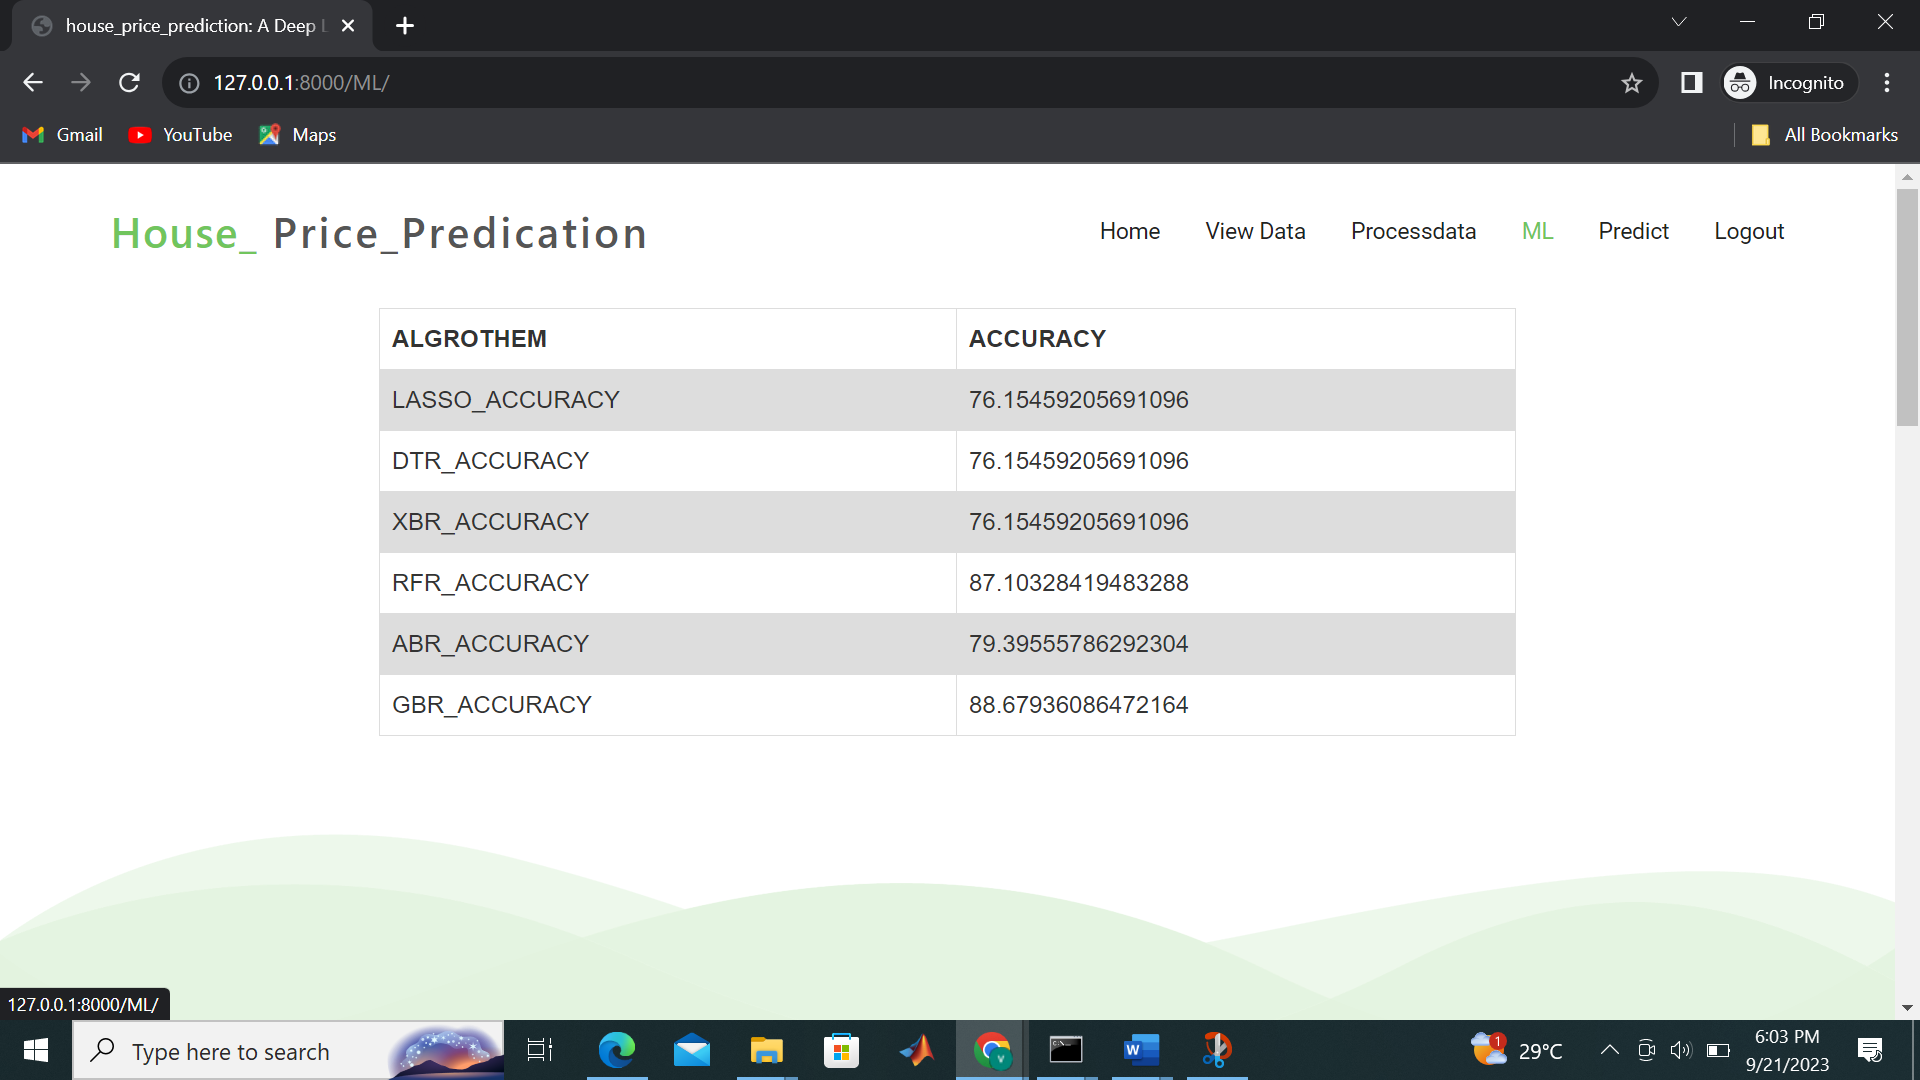 house_price_prediction: A Deep
127.0.0.1:8000/ML/
Incognito
Gmail YouTube Maps All Bookmarks
House_ Price_Predication
Home View Data Processdata ML Predict Logout
ALGROTHEM ACCURACY
LASSO_ACCURACY 76.15459205691096
DTR_ACCURACY 76.15459205691096
XBR_ACCURACY 76.15459205691096
RFR_ACCURACY 87.10328419483288
ABR_ACCURACY 79.39555786292304
GBR_ACCURACY 88.67936086472164
127.0.0.1:8000/ML/
Type here to search
1
29°C
6:03 PM
9/21/2023